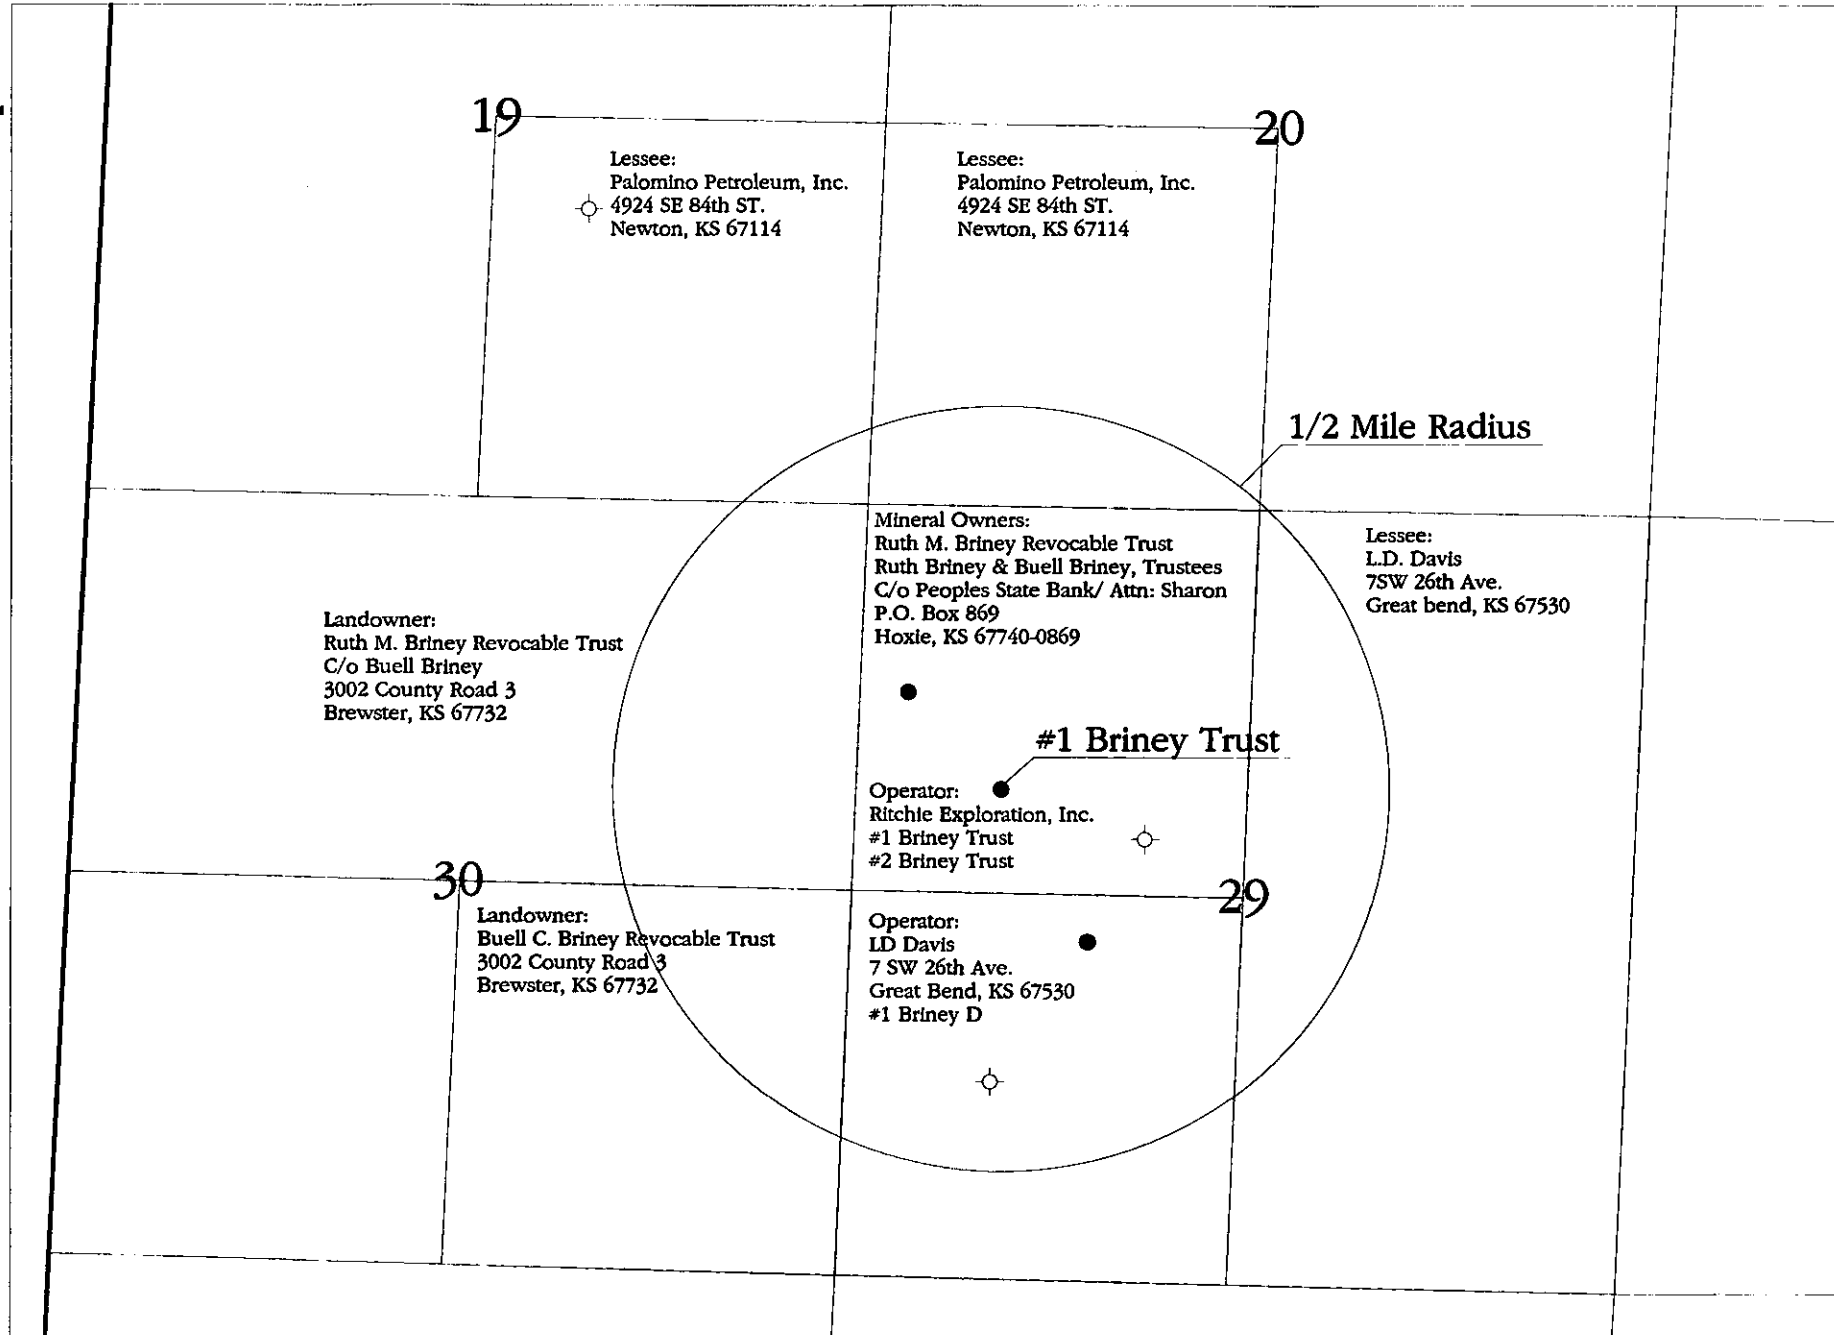 19
20
Lessee:
Palomino Petroleum, Inc.
4924 SE 84th ST.
Newton, KS 67114
Lessee:
Palomino Petroleum, Inc.
4924 SE 84th ST.
Newton, KS 67114
1/2 Mile Radius
Mineral Owners:
Ruth M. Briney Revocable Trust
Ruth Briney & Buell Briney, Trustees
C/o Peoples State Bank/ Attn: Sharon
P.O. Box 869
Hoxie, KS 67740-0869
Lessee:
L.D. Davis
7SW 26th Ave.
Great bend, KS 67530
Landowner:
Ruth M. Briney Revocable Trust
C/o Buell Briney
3002 County Road 3
Brewster, KS 67732
#1 Briney Trust
Operator:
Ritchie Exploration, Inc.
#1 Briney Trust
#2 Briney Trust
30
29
Landowner:
Buell C. Briney Revocable Trust
3002 County Road 3
Brewster, KS 67732
Operator:
LD Davis
7 SW 26th Ave.
Great Bend, KS 67530
#1 Briney D